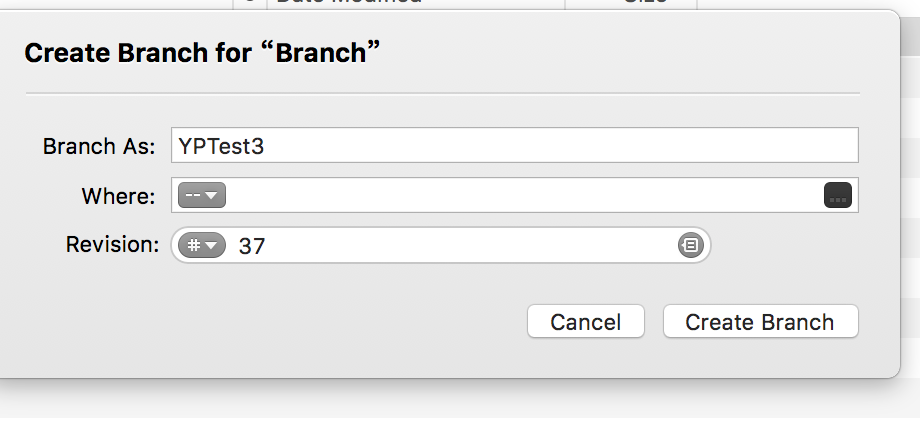 Create Branch for “Branch”
Branch As: YPTest3
Where: --
Revision: # 37
Cancel Create Branch